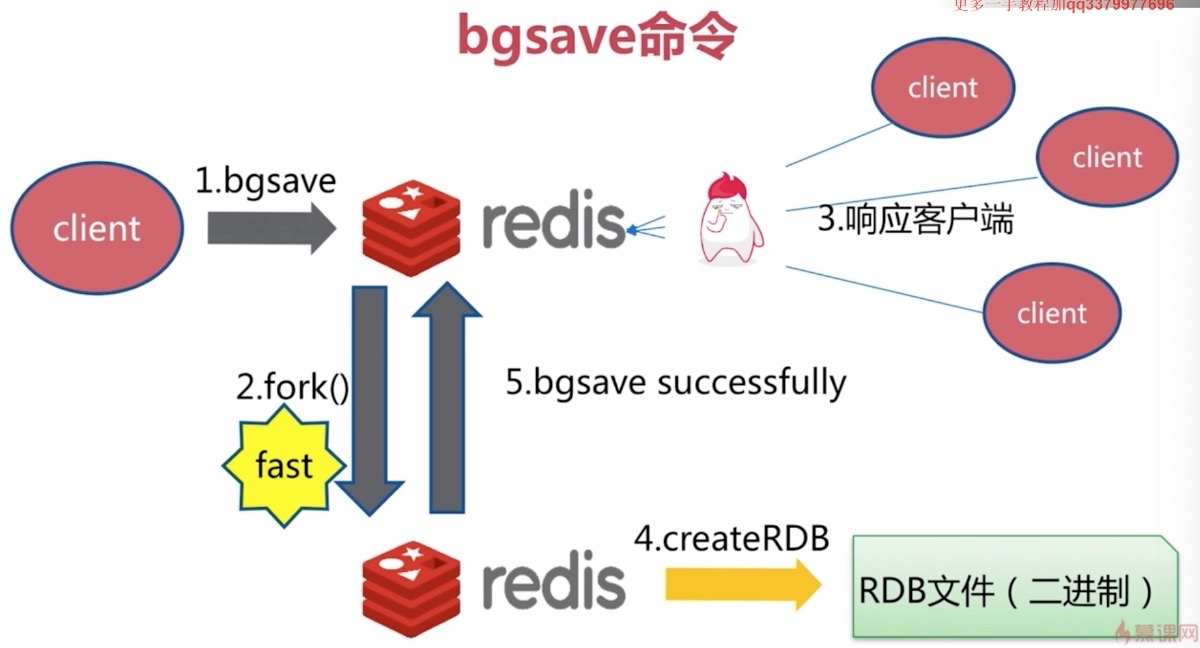 更多一手教程加qq3379977696
bgsave命令
client
client
1.bgsave
client
redis
3.响应客户端
client
2.fork()
5.bgsave successfully
fast
4.createRDB
redis
RDB文件（二进制）
慕课网